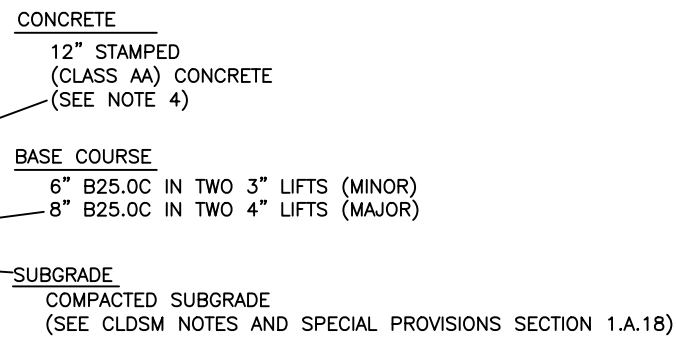 CONCRETE
12" STAMPED
(CLASS AA) CONCRETE
(SEE NOTE 4)
BASE COURSE
6" B25.0C IN TWO 3" LIFTS (MINOR)
8" B25.0C IN TWO 4" LIFTS (MAJOR)
SUBGRADE
COMPACTED SUBGRADE
(SEE CLDSM NOTES AND SPECIAL PROVISIONS SECTION 1.A.18)